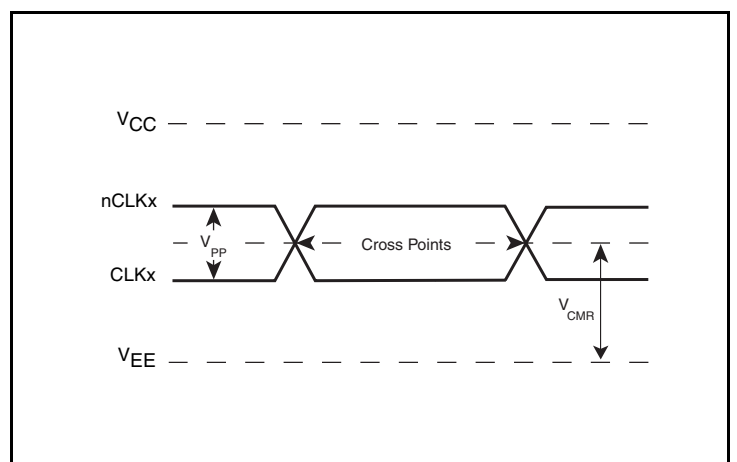 VCC
nCLKx
VPP
Cross Points
CLKx
VCMR
VEE